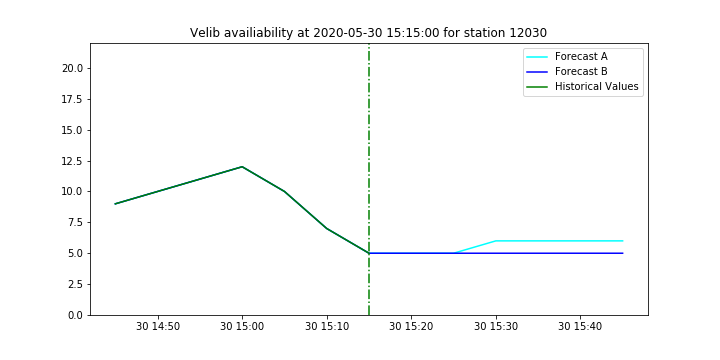 Velib availiability at 2020-05-30 15:15:00 for station 12030
20.0
17.5
15.0
12.5
10.0
7.5
5.0
2.5
0.0
Forecast A
Forecast B
Historical Values
30 14:50 30 15:00 30 15:10 30 15:20 30 15:30 30 15:40